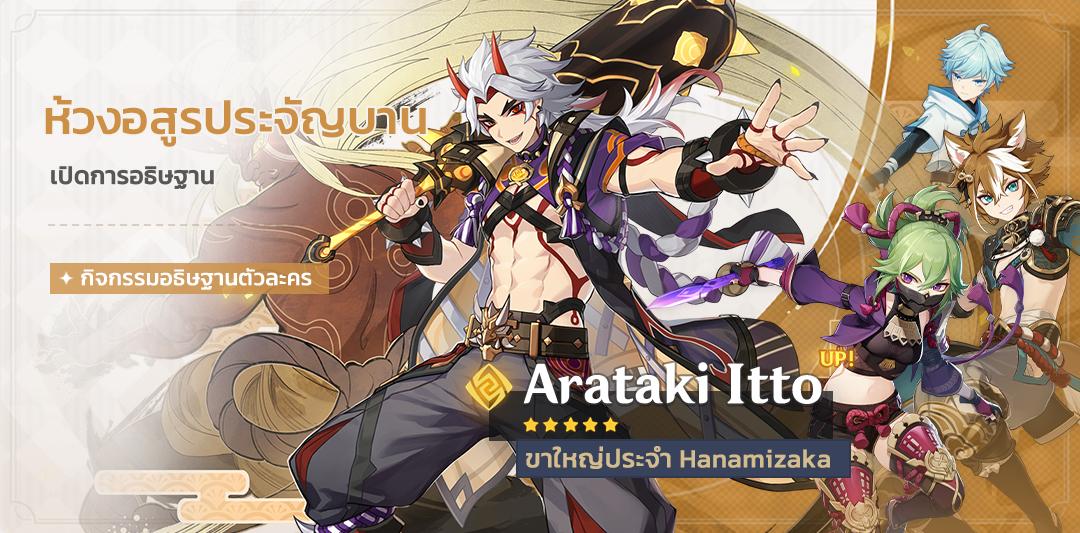 ห้วงอสูรประจัญบาน
เปิดการอธิษฐาน
✦ กิจกรรมอธิษฐานตัวละคร
UP!
Arataki Itto
ขาใหญ่ประจำ Hanamizaka